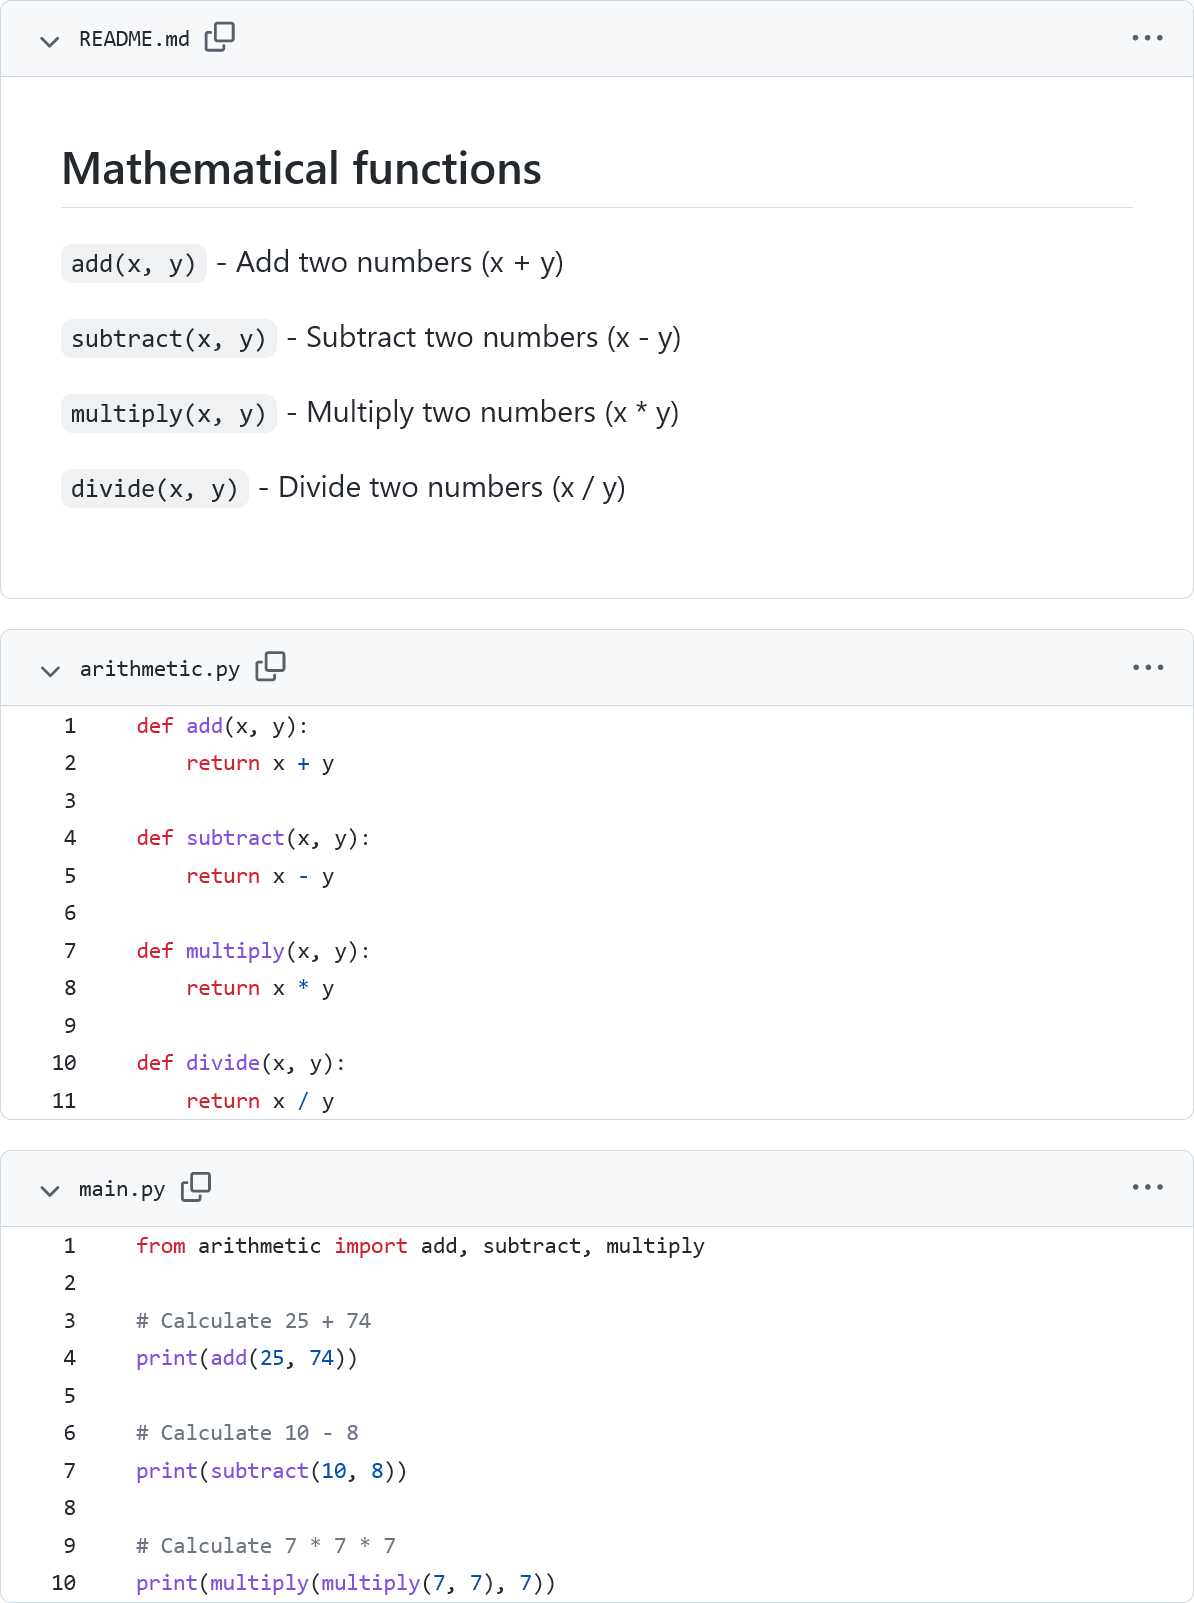 README.md
Mathematical functions
add(x, y) - Add two numbers (x + y)
subtract(x, y) - Subtract two numbers (x - y)
multiply(x, y) - Multiply two numbers (x * y)
divide(x, y) - Divide two numbers (x / y)
arithmetic.py
1 def add(x, y):
2     return x + y
3
4 def subtract(x, y):
5     return x - y
6
7 def multiply(x, y):
8     return x * y
9
10 def divide(x, y):
11     return x / y
main.py
1 from arithmetic import add, subtract, multiply
2
3 # Calculate 25 + 74
4 print(add(25, 74))
5
6 # Calculate 10 - 8
7 print(subtract(10, 8))
8
9 # Calculate 7 * 7 * 7
10 print(multiply(multiply(7, 7), 7))